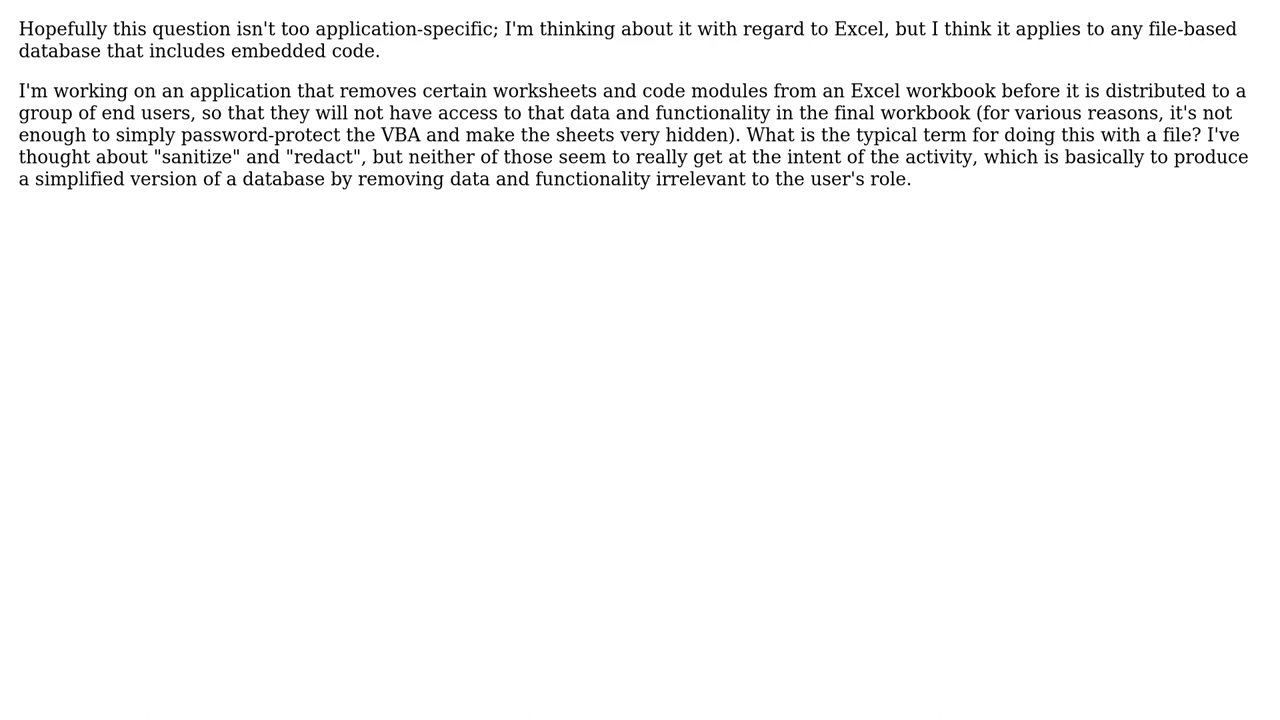 Hopefully this question isn't too application-specific; I'm thinking about it with regard to Excel, but I think it applies to any file-based
database that includes embedded code.
I'm working on an application that removes certain worksheets and code modules from an Excel workbook before it is distributed to a
group of end users, so that they will not have access to that data and functionality in the final workbook (for various reasons, it's not
enough to simply password-protect the VBA and make the sheets very hidden). What is the typical term for doing this with a file? I've
thought about "sanitize" and "redact", but neither of those seem to really get at the intent of the activity, which is basically to produce
a simplified version of a database by removing data and functionality irrelevant to the user's role.